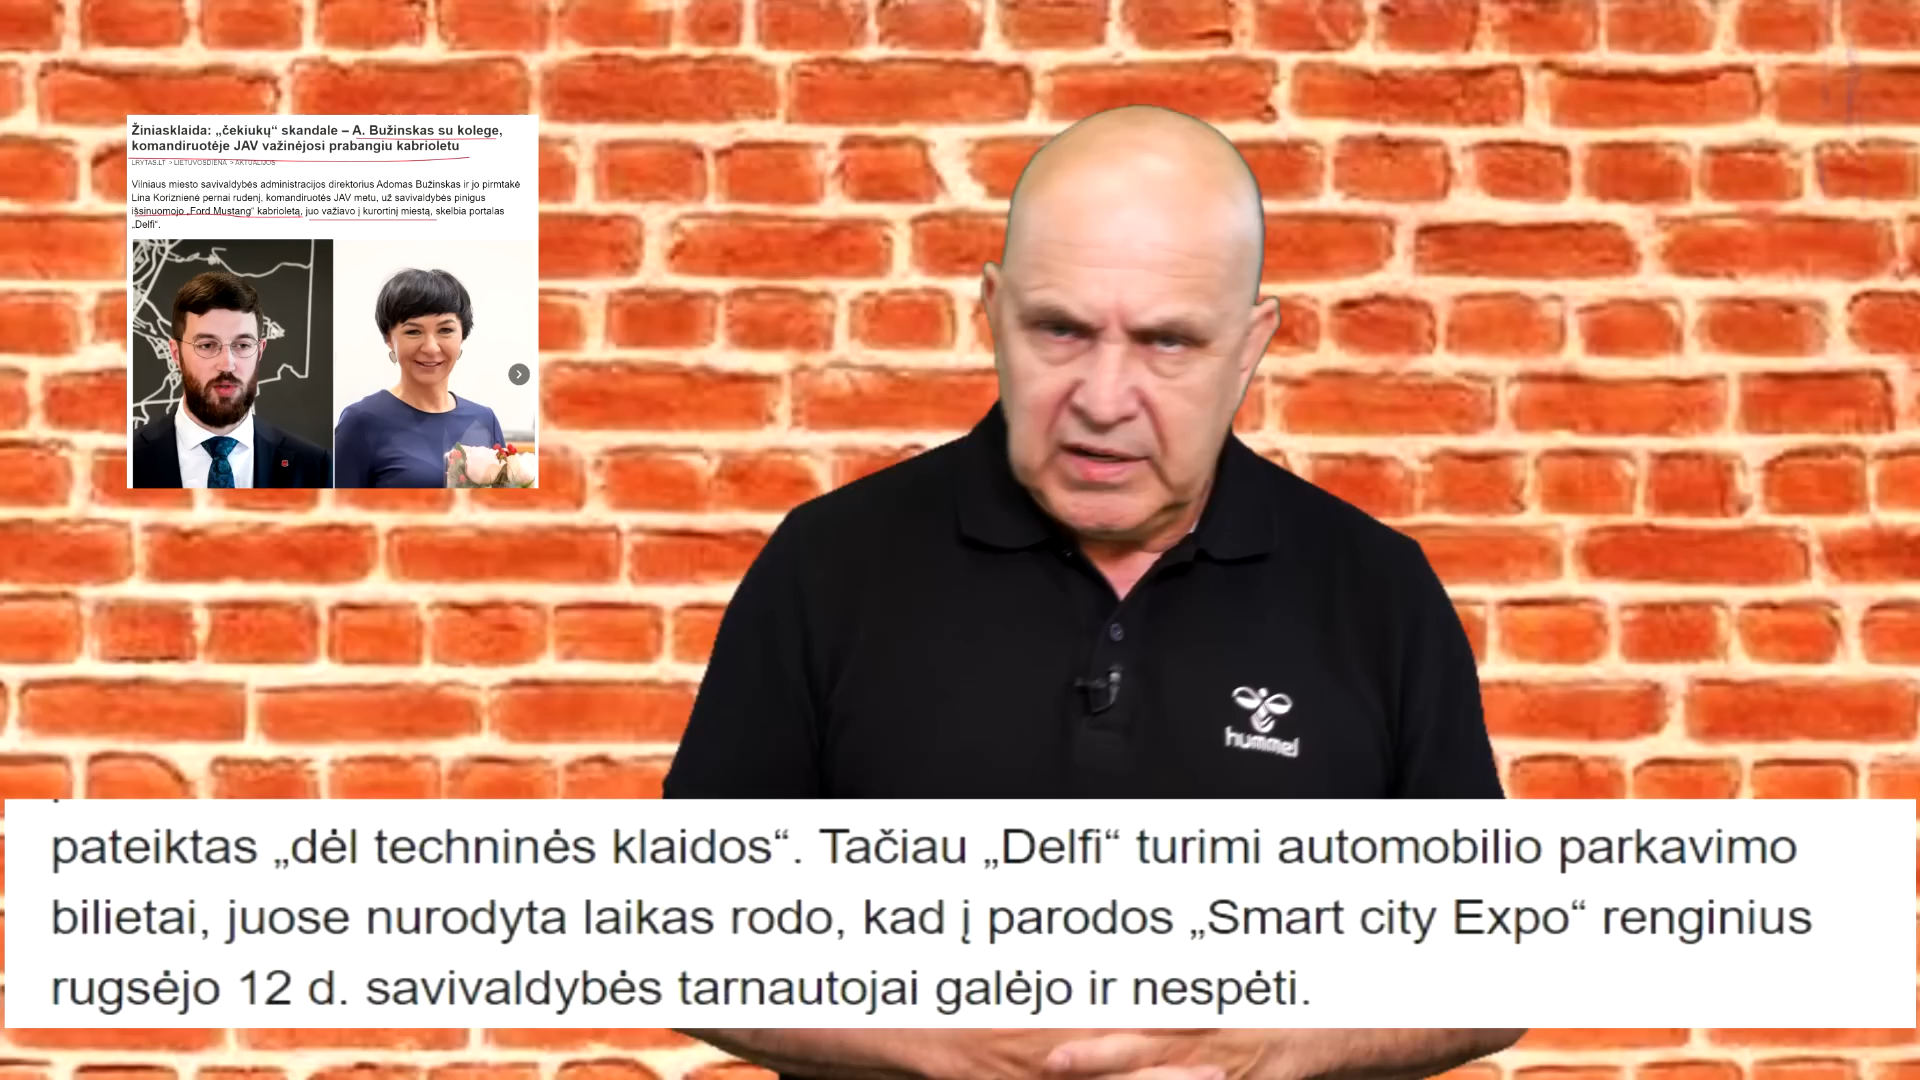 Žiniasklaida: „čekiukų“ skandale – A. Bužinskas su kolege,
komandiruotėje JAV važinėjosi prabangiu kabrioletu
LRYTAS.LT > LIETUVOSDIENA > AKTUALIJOS
Vilniaus miesto savivaldybės administracijos direktorius Adomas Bužinskas ir jo pirmtakė
Lina Koriznienė pernai rudenį, komandiruotės JAV metu, už savivaldybės pinigus
išsinuomojo „Ford Mustang“ kabrioletą, juo važiavo į kurortinį miestą, skelbia portalas
„Delfi“.
hummel
pateiktas „dėl techninės klaidos“. Tačiau „Delfi“ turimi automobilio parkavimo
bilietai, juose nurodyta laikas rodo, kad į parodos „Smart city Expo“ renginius
rugsėjo 12 d. savivaldybės tarnautojai galėjo ir nespėti.